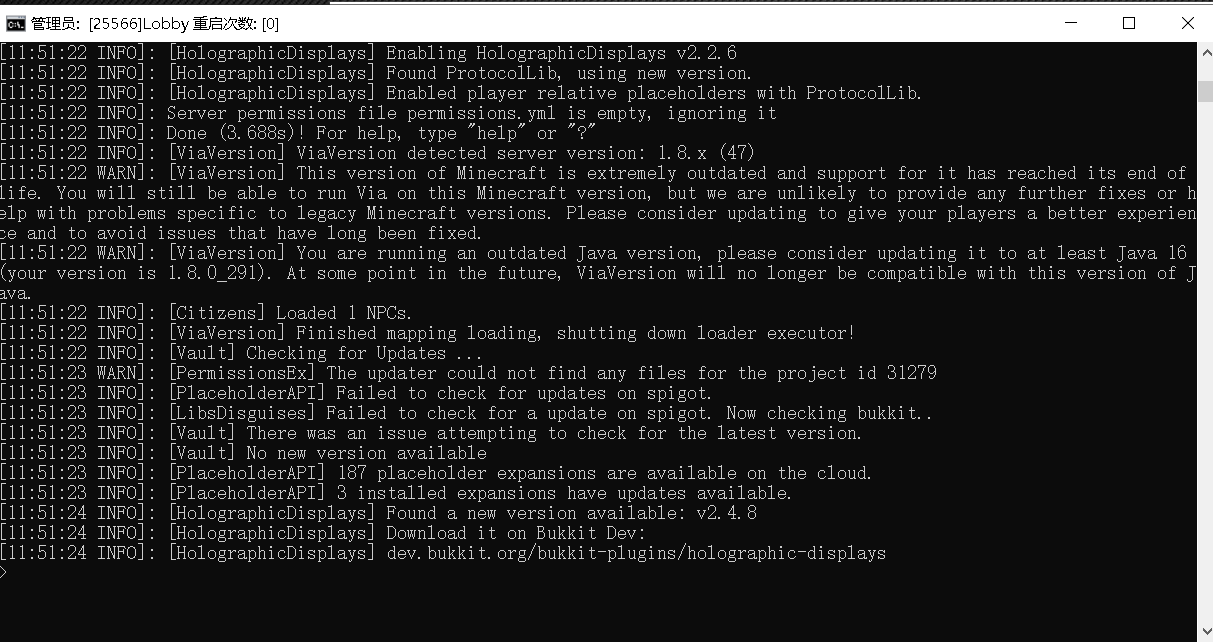 管理员: [25566]Lobby 重启次数: [0]
[11:51:22 INFO]: [HolographicDisplays] Enabling HolographicDisplays v2.2.6
[11:51:22 INFO]: [HolographicDisplays] Found ProtocolLib, using new version.
[11:51:22 INFO]: [HolographicDisplays] Enabled player relative placeholders with ProtocolLib.
[11:51:22 INFO]: Server permissions file permissions.yml is empty, ignoring it
[11:51:22 INFO]: Done (3.688s)! For help, type "help" or "?"
[11:51:22 INFO]: [ViaVersion] ViaVersion detected server version: 1.8.x (47)
[11:51:22 WARN]: [ViaVersion] This version of Minecraft is extremely outdated and support for it has reached its end of
life. You will still be able to run Via on this Minecraft version, but we are unlikely to provide any further fixes or h
elp with problems specific to legacy Minecraft versions. Please consider updating to give your players a better experien
ce and to avoid issues that have long been fixed.
[11:51:22 WARN]: [ViaVersion] You are running an outdated Java version, please consider updating it to at least Java 16
(your version is 1.8.0_291). At some point in the future, ViaVersion will no longer be compatible with this version of J
ava.
[11:51:22 INFO]: [Citizens] Loaded 1 NPCs.
[11:51:22 INFO]: [ViaVersion] Finished mapping loading, shutting down loader executor!
[11:51:22 INFO]: [Vault] Checking for Updates ...
[11:51:23 WARN]: [PermissionsEx] The updater could not find any files for the project id 31279
[11:51:23 INFO]: [PlaceholderAPI] Failed to check for updates on spigot.
[11:51:23 INFO]: [LibsDisguises] Failed to check for a update on spigot. Now checking bukkit..
[11:51:23 INFO]: [Vault] There was an issue attempting to check for the latest version.
[11:51:23 INFO]: [Vault] No new version available
[11:51:23 INFO]: [PlaceholderAPI] 187 placeholder expansions are available on the cloud.
[11:51:23 INFO]: [PlaceholderAPI] 3 installed expansions have updates available.
[11:51:24 INFO]: [HolographicDisplays] Found a new version available: v2.4.8
[11:51:24 INFO]: [HolographicDisplays] Download it on Bukkit Dev:
[11:51:24 INFO]: [HolographicDisplays] dev.bukkit.org/bukkit-plugins/holographic-displays
>